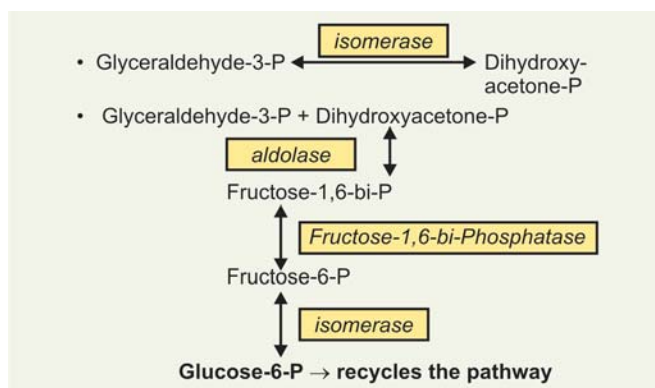 isomerase
• Glyceraldehyde-3-P
Dihydroxy-
acetone-P
• Glyceraldehyde-3-P + Dihydroxyacetone-P
aldolase
Fructose-1,6-bi-P
Fructose-1,6-bi-Phosphatase
Fructose-6-P
isomerase
Glucose-6-P → recycles the pathway